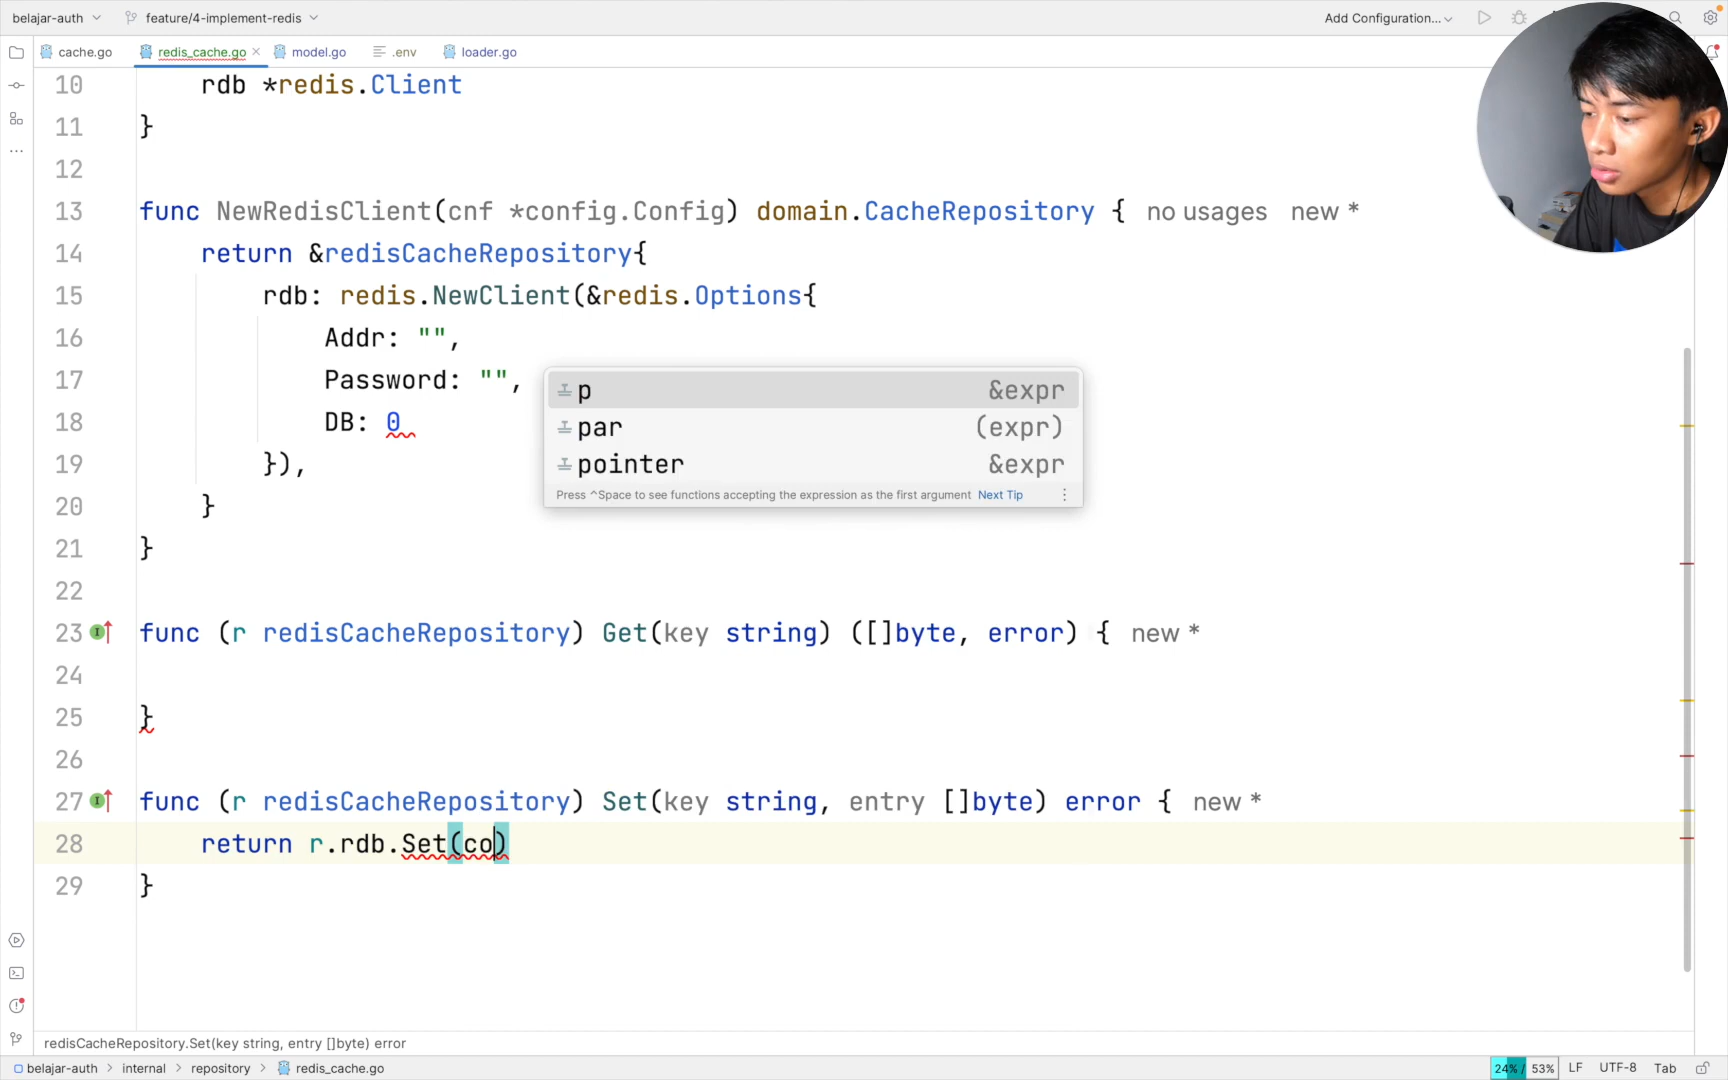 belajar-auth
feature/4-implement-redis
Add Configuration...
cache.go
redis_cache.go
model.go
.env
loader.go
10 rdb *redis.Client
11 }
12
13 func NewRedisClient(cnf *config.Config) domain.CacheRepository { no usages new *
14 return &redisCacheRepository{
15 rdb: redis.NewClient(&redis.Options{
16 Addr: "",
17 Password: "",
18 DB: 0
19 }),
20 }
21 }
22
23 func (r redisCacheRepository) Get(key string) ([]byte, error) { new *
24
25 }
26
27 func (r redisCacheRepository) Set(key string, entry []byte) error { new *
28 return r.rdb.Set(co)
29 }
p &expr
par (expr)
pointer &expr
Press ^Space to see functions accepting the expression as the first argument Next Tip
redisCacheRepository.Set(key string, entry []byte) error
belajar-auth > internal > repository > redis_cache.go
24% / 53% LF UTF-8 Tab